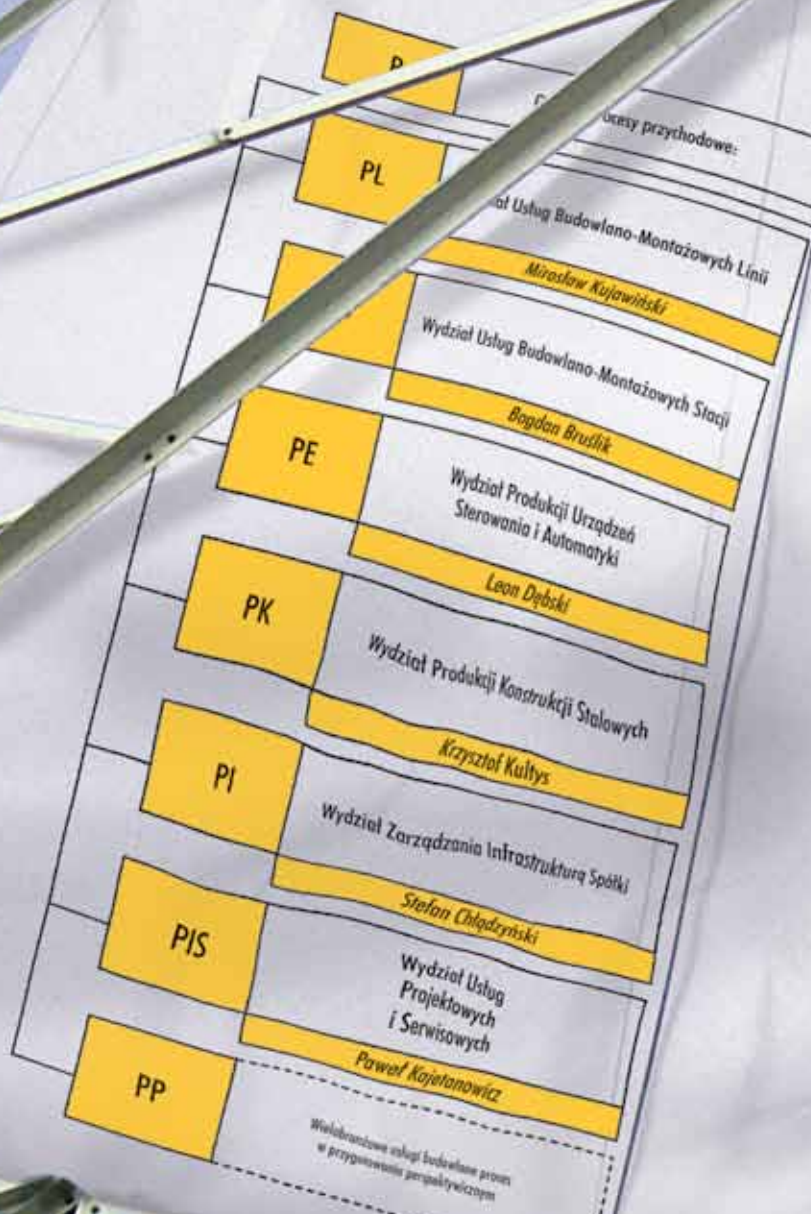 P
przychodowe:
PL
Usług Budowlano-Montażowych Linii
Mirosław Kujawiński
Wydział Usług Budowlano-Montażowych Stacji
Bogdan Bruślik
PE
Wydział Produkcji Urządzeń
Sterowania i Automatyki
Leon Dębski
PK
Wydział Produkcji Konstrukcji Stalowych
Krzysztof Kultys
PI
Wydział Zarządzania Infrastrukturą Spółki
Stefan Chłądzyński
PIS
Wydział Usług
Projektowych
i Serwisowych
Paweł Kajetanowicz
PP
Wielobranżowe usługi budowlane proces
w przygotowaniu perspektywicznym